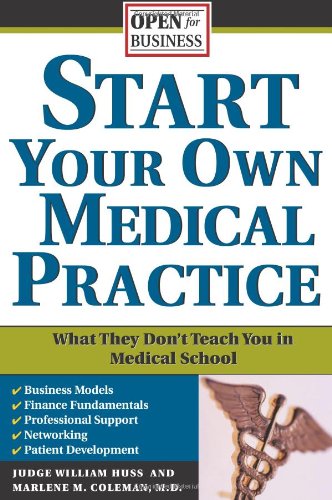 OPEN for
BUSINESS
START
YOUR OWN
MEDICAL
PRACTICE
What They Don't Teach You in
Medical School
✓ Business Models
✓ Finance Fundamentals
✓ Professional Support
✓ Networking
✓ Patient Development
JUDGE WILLIAM HUSS AND
MARLENE M. COLEMAN, M.D.